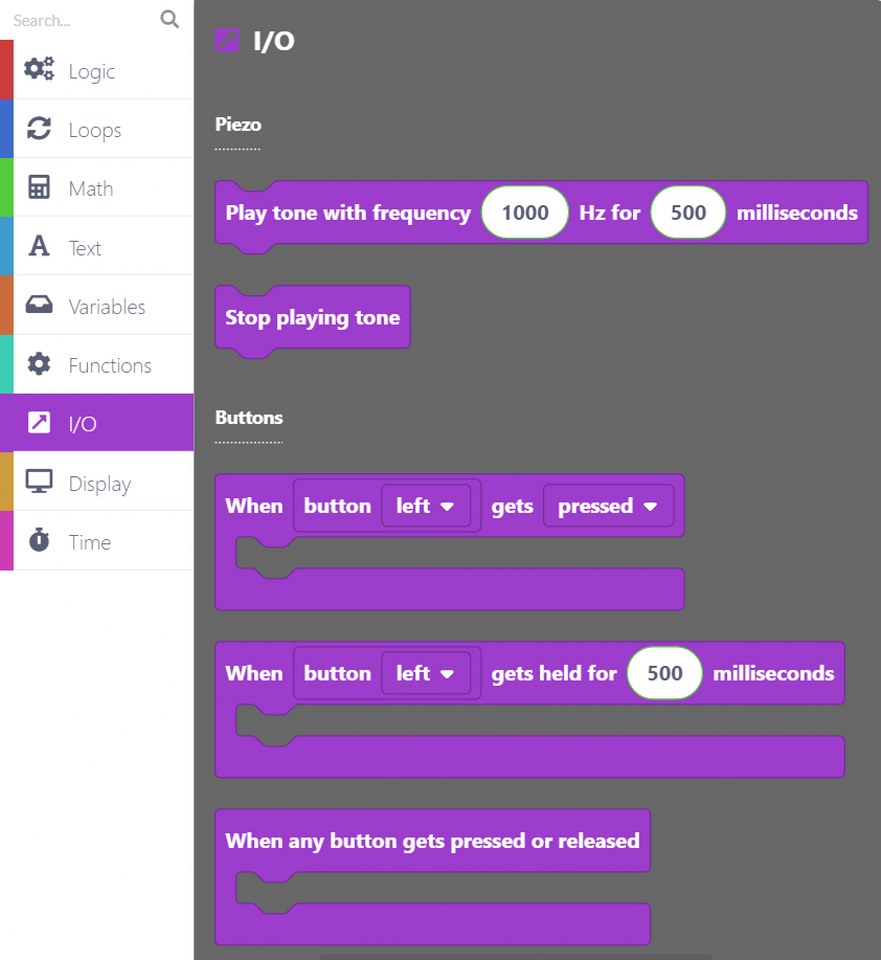 Search...
Logic
Loops
Math
Text
Variables
Functions
I/O
Display
Time
I/O
Piezo
Play tone with frequency 1000 Hz for 500 milliseconds
Stop playing tone
Buttons
When button left gets pressed
When button left gets held for 500 milliseconds
When any button gets pressed or released